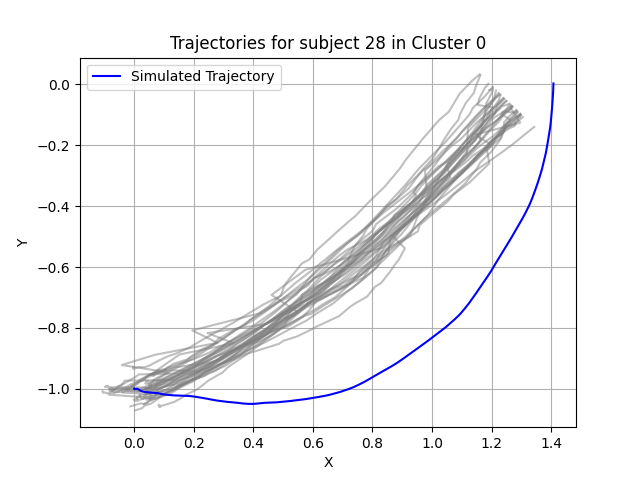 Trajectories for subject 28 in Cluster 0
Simulated Trajectory
0.0
−0.2
−0.4
−0.6
−0.8
−1.0
Y
0.0 0.2 0.4 0.6 0.8 1.0 1.2 1.4
X